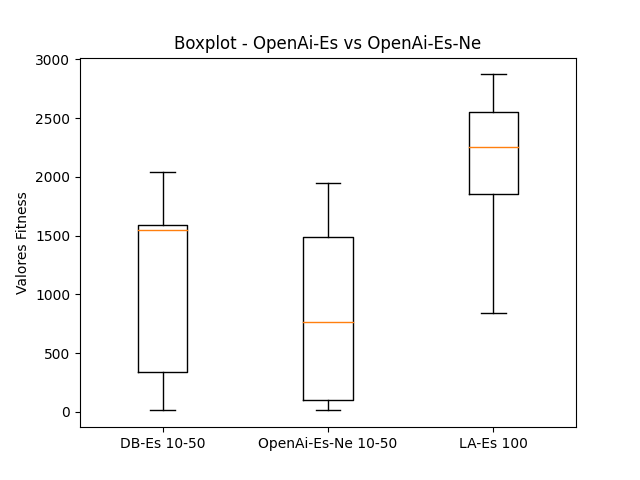 Boxplot - OpenAi-Es vs OpenAi-Es-Ne
Valores Fitness
3000
2500
2000
1500
1000
500
0
DB-Es 10-50
OpenAi-Es-Ne 10-50
LA-Es 100